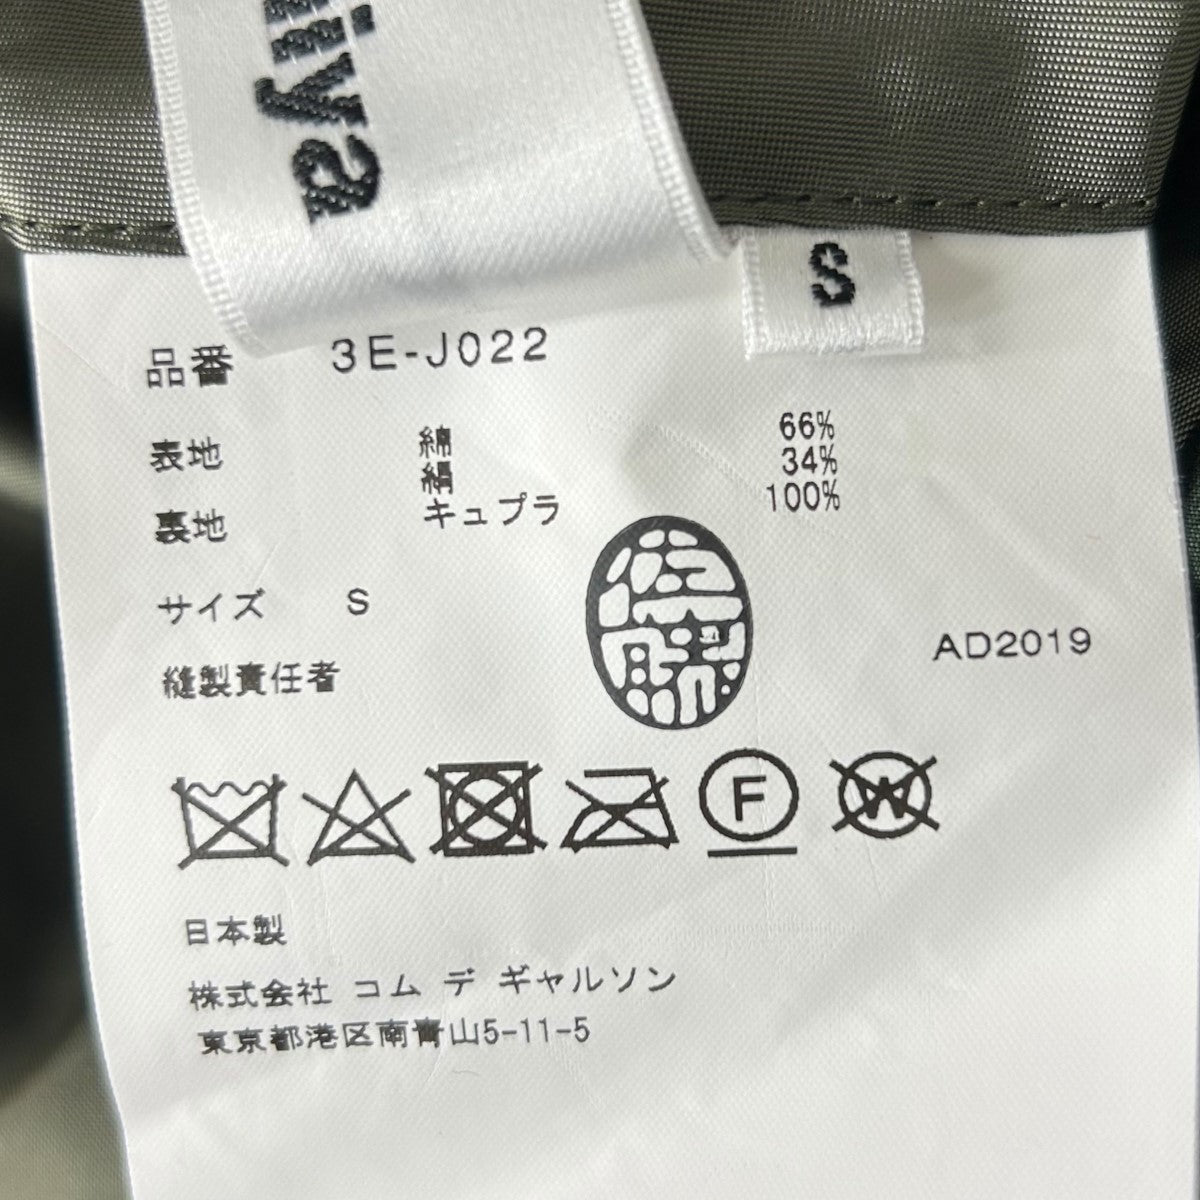 iya
S
品番 3E-J022
表地 綿 66%
絹 34%
裏地 キュプラ 100%
サイズ S
縫製責任者
AD2019
F
W
日本製
株式会社 コム デ ギャルソン
東京都港区南青山5-11-5